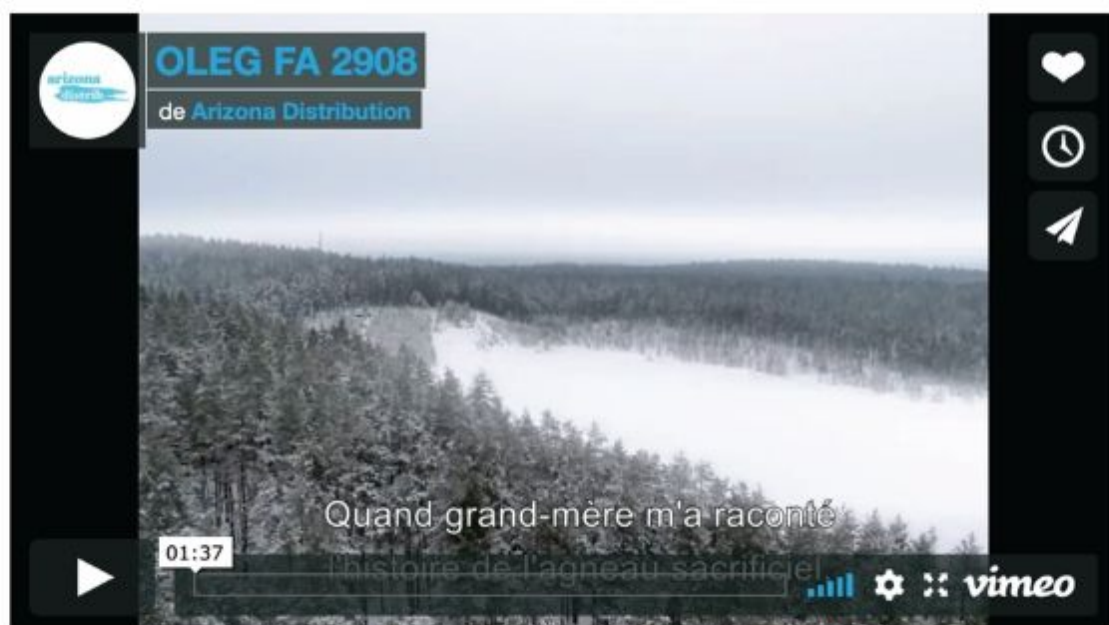 OLEG FA 2908
arizona
distrib.
de Arizona Distribution
Quand grand-mère m'a raconté
l'histoire de l'agneau sacrificiel
01:37
vimeo